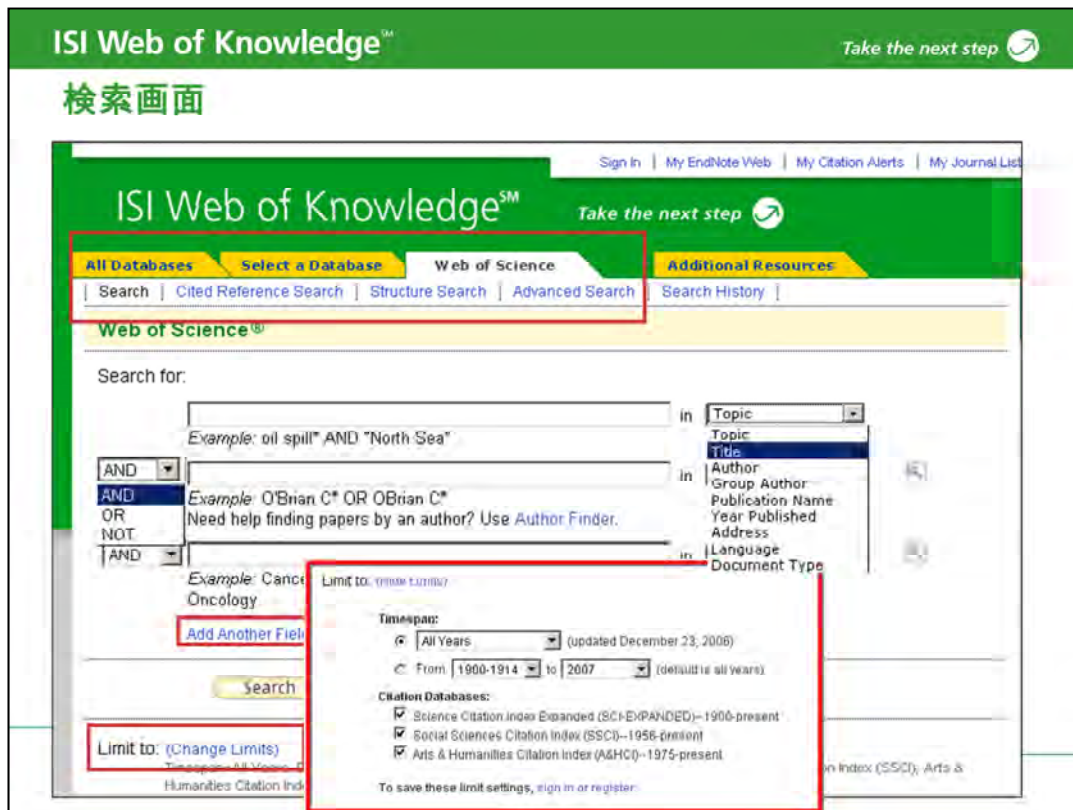 ISI Web of Knowledge℠
Take the next step
検索画面
Sign In | My EndNote Web | My Citation Alerts | My Journal List
ISI Web of Knowledge℠ Take the next step
All Databases Select a Database Web of Science Additional Resources
| Search | Cited Reference Search | Structure Search | Advanced Search | Search History |
Web of Science®
Search for:
in Topic
Example: oil spill* AND "North Sea"
Topic
Title
Author
Group Author
Publication Name
Year Published
Address
Language
Document Type
AND
in
AND
OR
NOT
Example: O'Brian C* OR OBrian C*
Need help finding papers by an author? Use Author Finder.
AND
in
Example: Cance
Oncology
Add Another Fiel
Search
Limit to: (Change Limits)
Timespan: All Years.
Humanities Citation Ind
on Index (SSCI), Arts &
Limit to: (Hide Limits)
Timespan:
All Years (updated December 23, 2006)
From 1900-1914 to 2007 (default is all years)
Citation Databases:
Science Citation Index Expanded (SCI-EXPANDED)--1900-present
Social Sciences Citation Index (SSCI)--1956-present
Arts & Humanities Citation Index (A&HCI)--1975-present
To save these limit settings, sign in or register.